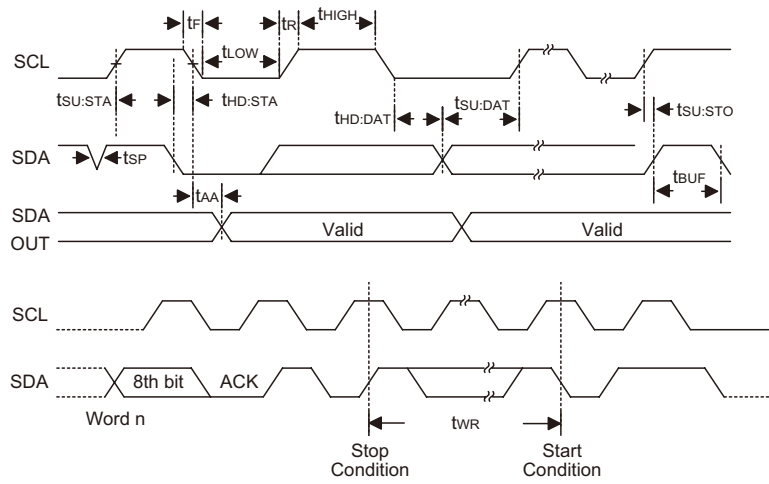 tF
tR
tHIGH
SCL
tLOW
tSU:STA
tHD:STA
tHD:DAT
tSU:DAT
tSU:STO
SDA
tSP
tBUF
tAA
SDA
OUT
Valid
Valid
SCL
SDA
8th bit
ACK
Word n
tWR
Stop
Condition
Start
Condition